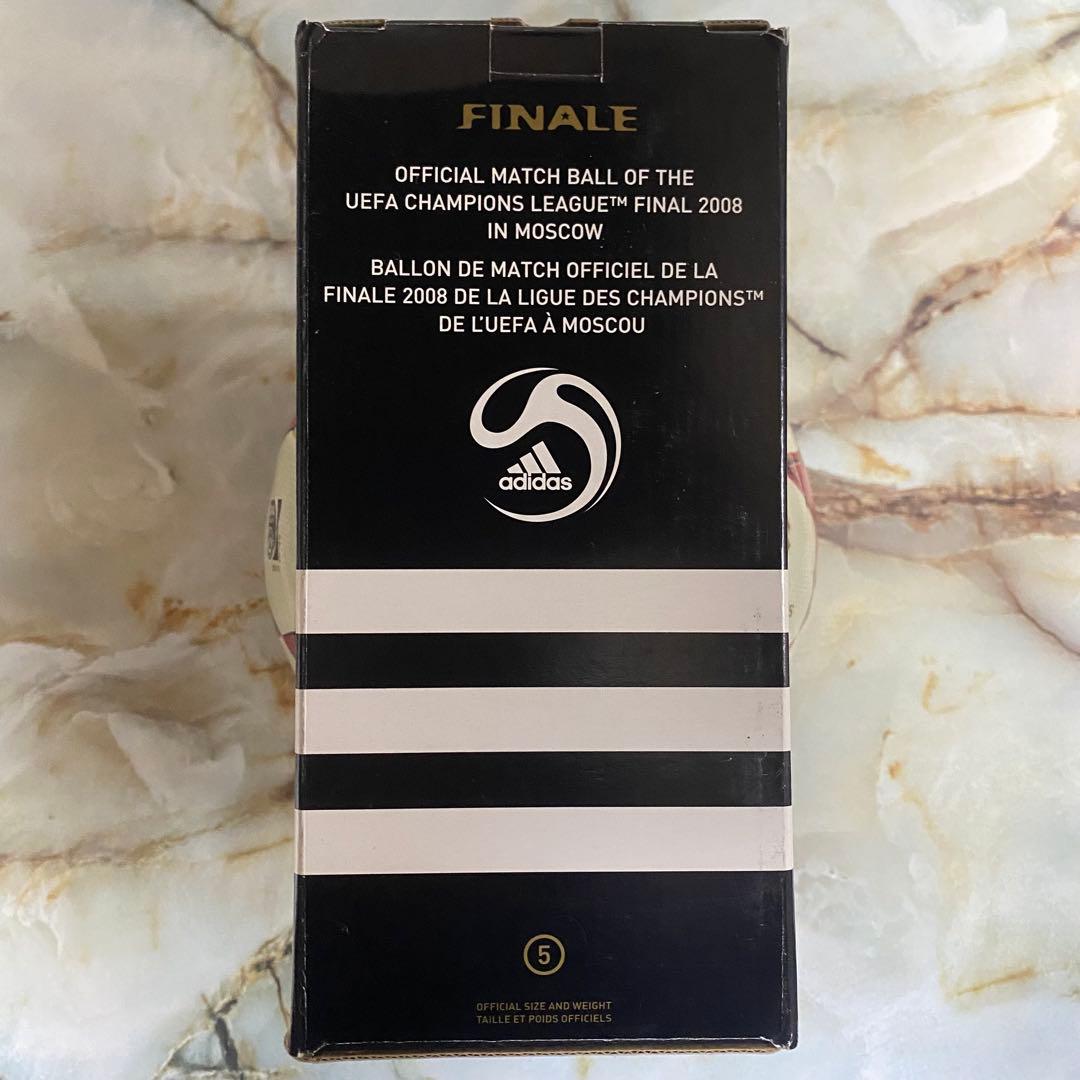 FINALE
OFFICIAL MATCH BALL OF THE
UEFA CHAMPIONS LEAGUE™ FINAL 2008
IN MOSCOW
BALLON DE MATCH OFFICIEL DE LA
FINALE 2008 DE LA LIGUE DES CHAMPIONS™
DE L'UEFA À MOSCOU
adidas
5
OFFICIAL SIZE AND WEIGHT
TAILLE ET POIDS OFFICIELS